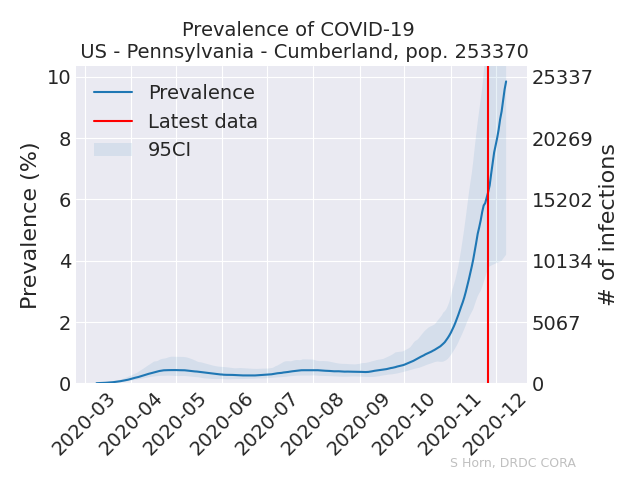 Prevalence of COVID-19
US - Pennsylvania - Cumberland, pop. 253370
Prevalence
Latest data
95CI
Prevalence (%)
10
8
6
4
2
0
25337
20269
15202
10134
5067
0
# of infections
2020-03
2020-04
2020-05
2020-06
2020-07
2020-08
2020-09
2020-10
2020-11
2020-12
S Horn, DRDC CORA